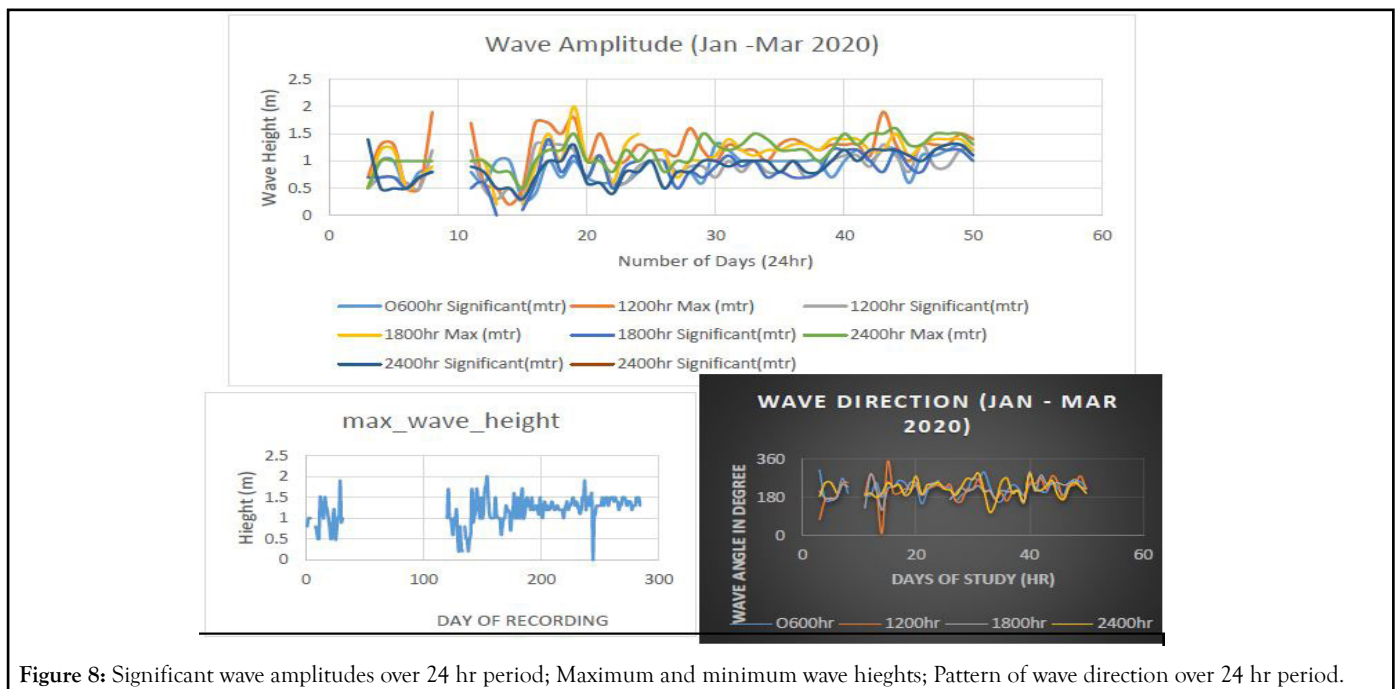 Wave Amplitude (Jan -Mar 2020)
Wave Height (m)
2.5
2
1.5
1
0.5
0
0 10 20 30 40 50 60
Number of Days (24hr)
O600hr Significant(mtr) 1200hr Max (mtr) 1200hr Significant(mtr)
1800hr Max (mtr) 1800hr Significant(mtr) 2400hr Max (mtr)
2400hr Significant(mtr) 2400hr Significant(mtr)
max_wave_height
Hieght (m)
2.5
2
1.5
1
0.5
0
0 100 200 300
DAY OF RECORDING
WAVE DIRECTION (JAN - MAR
2020)
WAVE ANGLE IN DEGREE
360
180
0
0 20 40 60
DAYS OF STUDY (HR)
O600hr 1200hr 1800hr 2400hr
Figure 8: Significant wave amplitudes over 24 hr period; Maximum and minimum wave hieghts; Pattern of wave direction over 24 hr period.